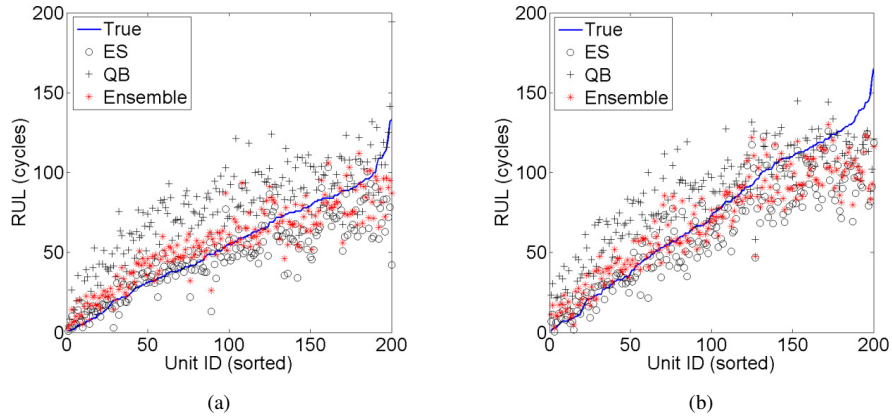 200
150
100
50
0
RUL (cycles)
True
ES
QB
Ensemble
0 50 100 150 200
Unit ID (sorted)
(a)
200
150
100
50
0
RUL (cycles)
True
ES
QB
Ensemble
0 50 100 150 200
Unit ID (sorted)
(b)